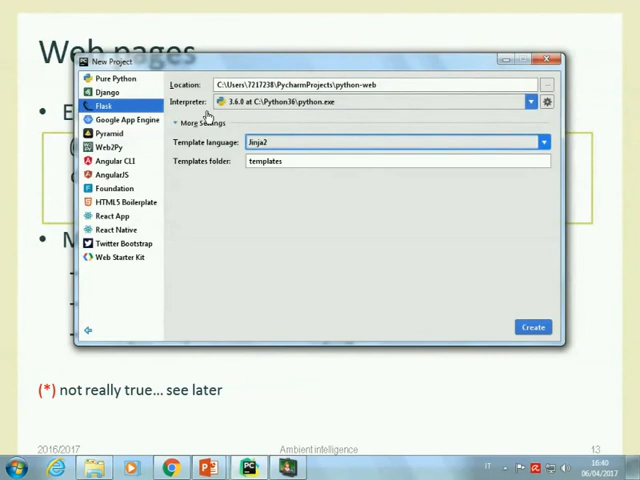 Web pages
New Project
Pure Python
Django
Flask
Google App Engine
Pyramid
Web2Py
Angular CLI
AngularJS
Foundation
HTML5 Boilerplate
React App
React Native
Twitter Bootstrap
Web Starter Kit
Location: C:\Users\7217238\PycharmProjects\python-web
Interpreter: 3.6.0 at C:\Python36\python.exe
More Settings
Template language: Jinja2
Templates folder: templates
Create
(*) not really true... see later
2016/2017 Ambient intelligence 13
IT
16:40
06/04/2017